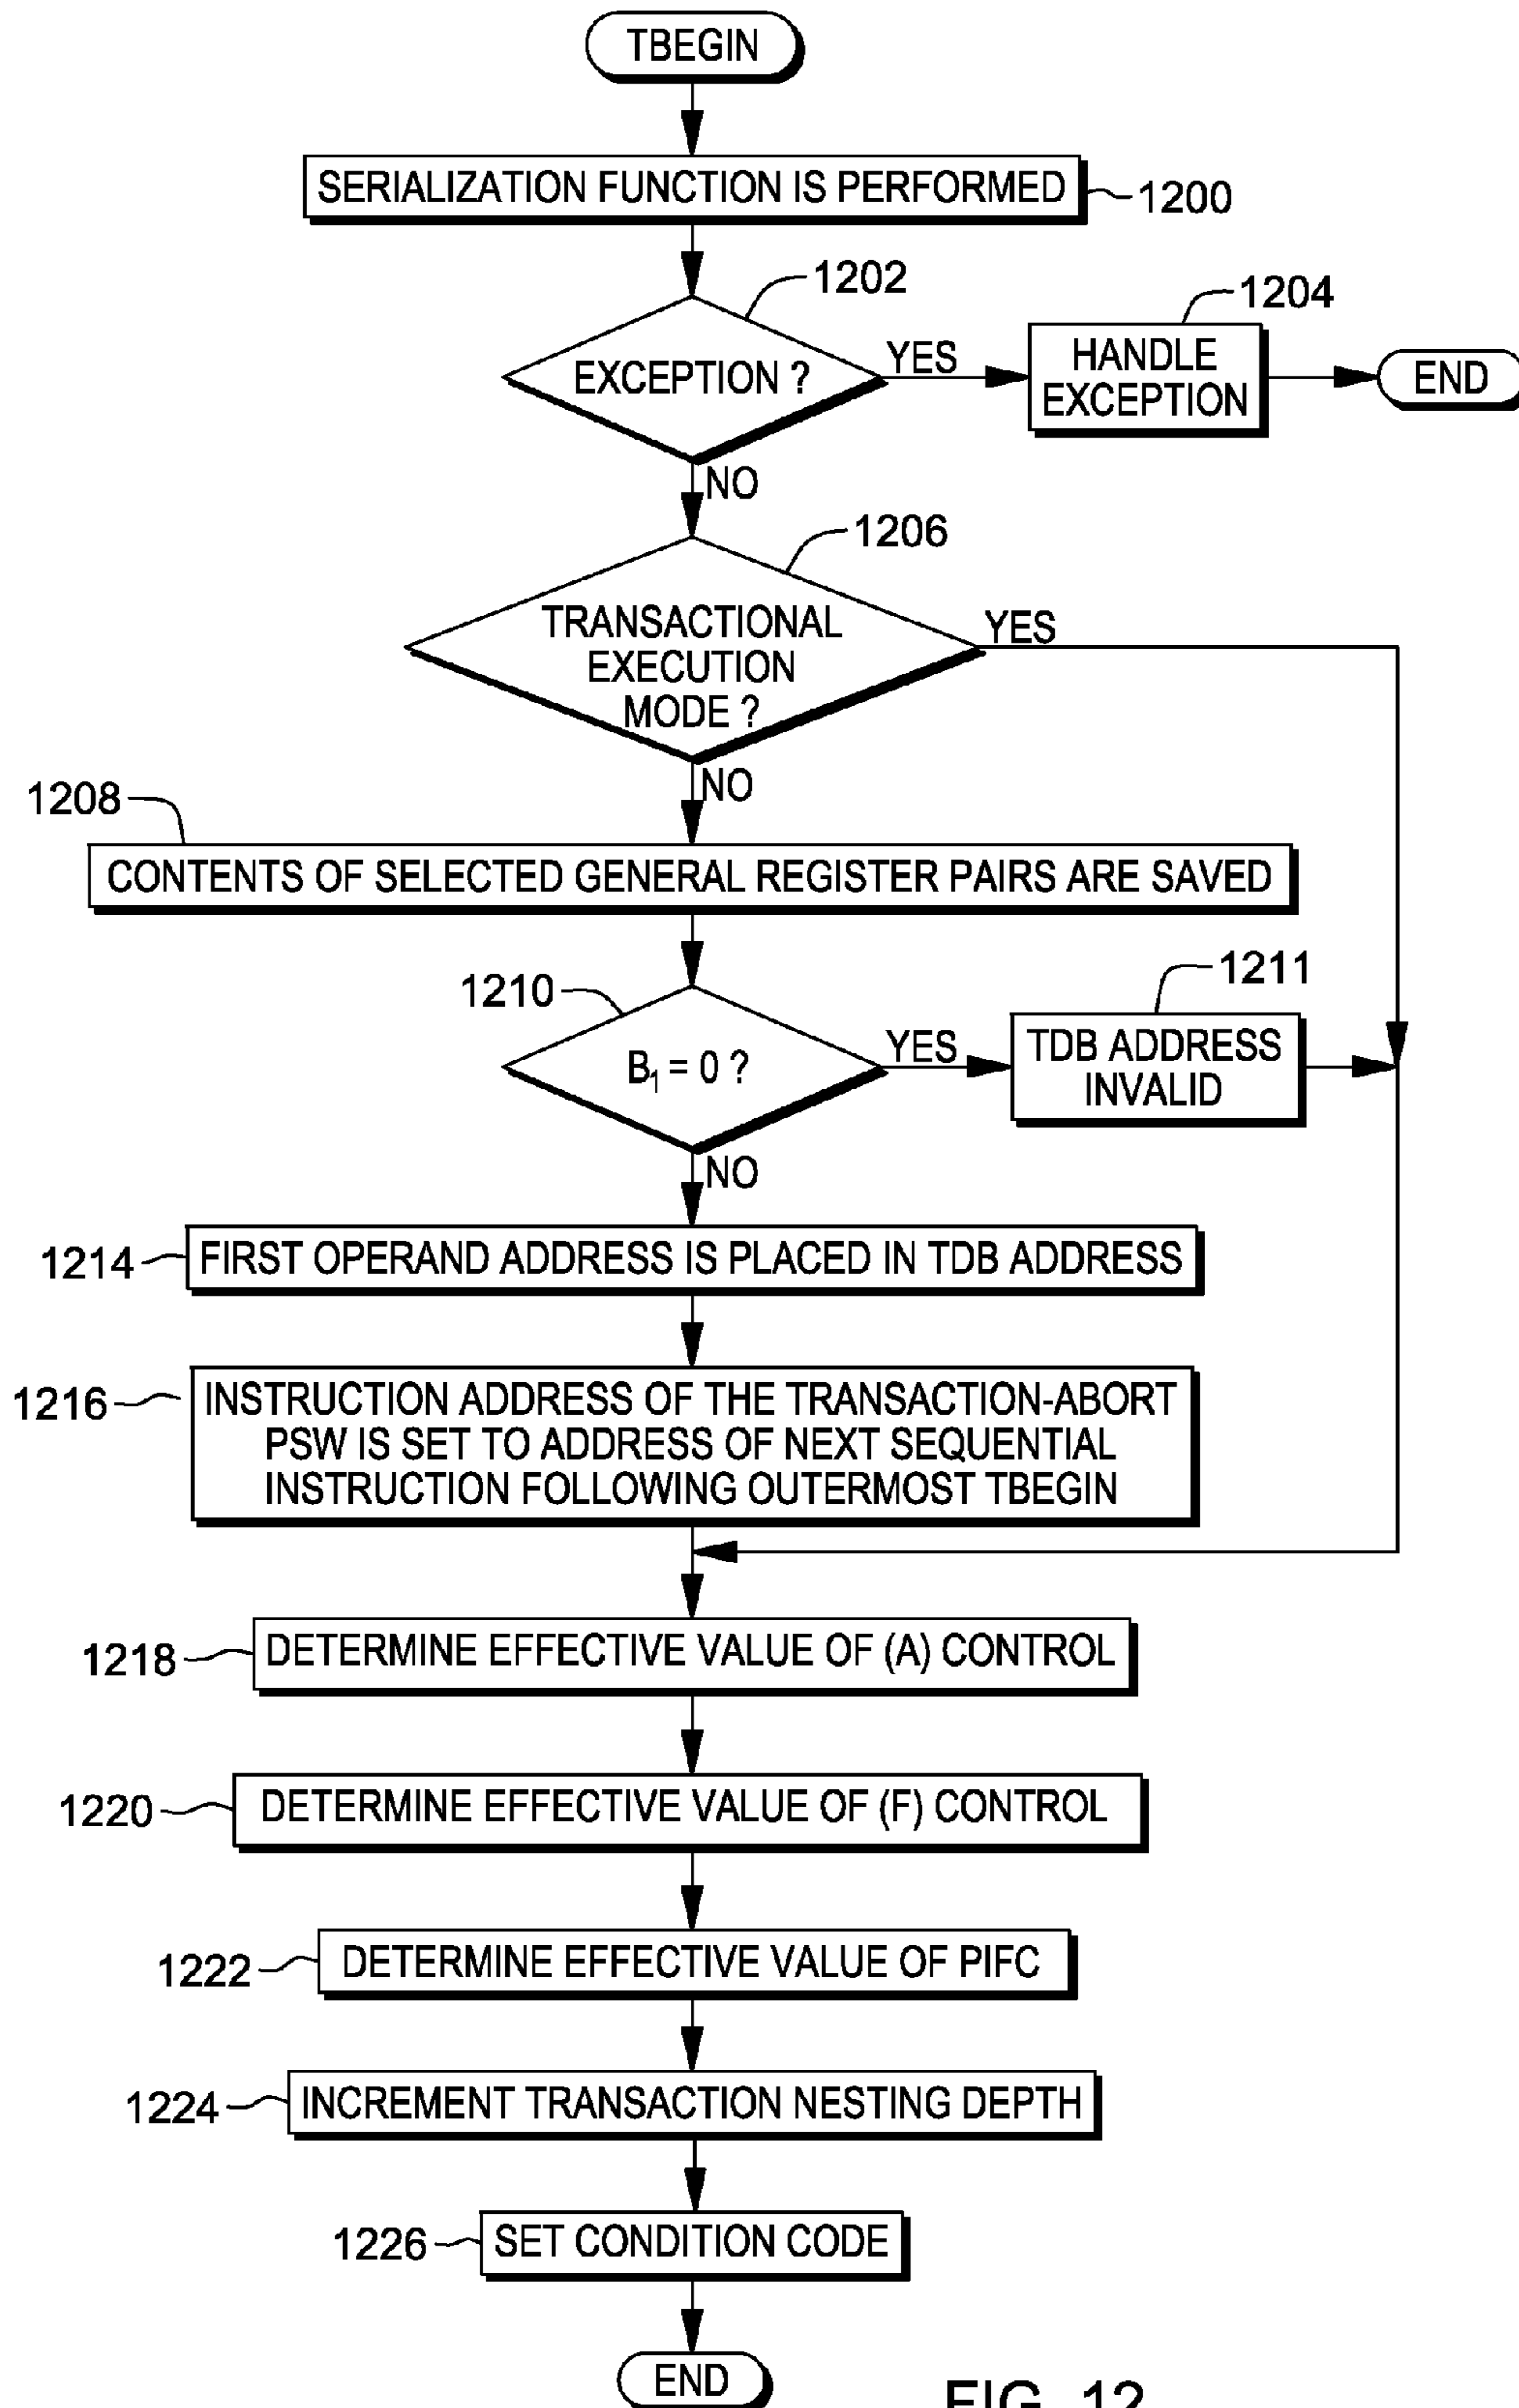 TBEGIN
SERIALIZATION FUNCTION IS PERFORMED
1200
1202
1204
EXCEPTION ?
YES
HANDLE
EXCEPTION
END
NO
1206
TRANSACTIONAL
EXECUTION
MODE ?
YES
NO
1208
CONTENTS OF SELECTED GENERAL REGISTER PAIRS ARE SAVED
1210
1211
B₁ = 0 ?
YES
TDB ADDRESS
INVALID
NO
1214
FIRST OPERAND ADDRESS IS PLACED IN TDB ADDRESS
1216
INSTRUCTION ADDRESS OF THE TRANSACTION-ABORT
PSW IS SET TO ADDRESS OF NEXT SEQUENTIAL
INSTRUCTION FOLLOWING OUTERMOST TBEGIN
1218
DETERMINE EFFECTIVE VALUE OF (A) CONTROL
1220
DETERMINE EFFECTIVE VALUE OF (F) CONTROL
1222
DETERMINE EFFECTIVE VALUE OF PIFC
1224
INCREMENT TRANSACTION NESTING DEPTH
1226
SET CONDITION CODE
END
FIG. 12